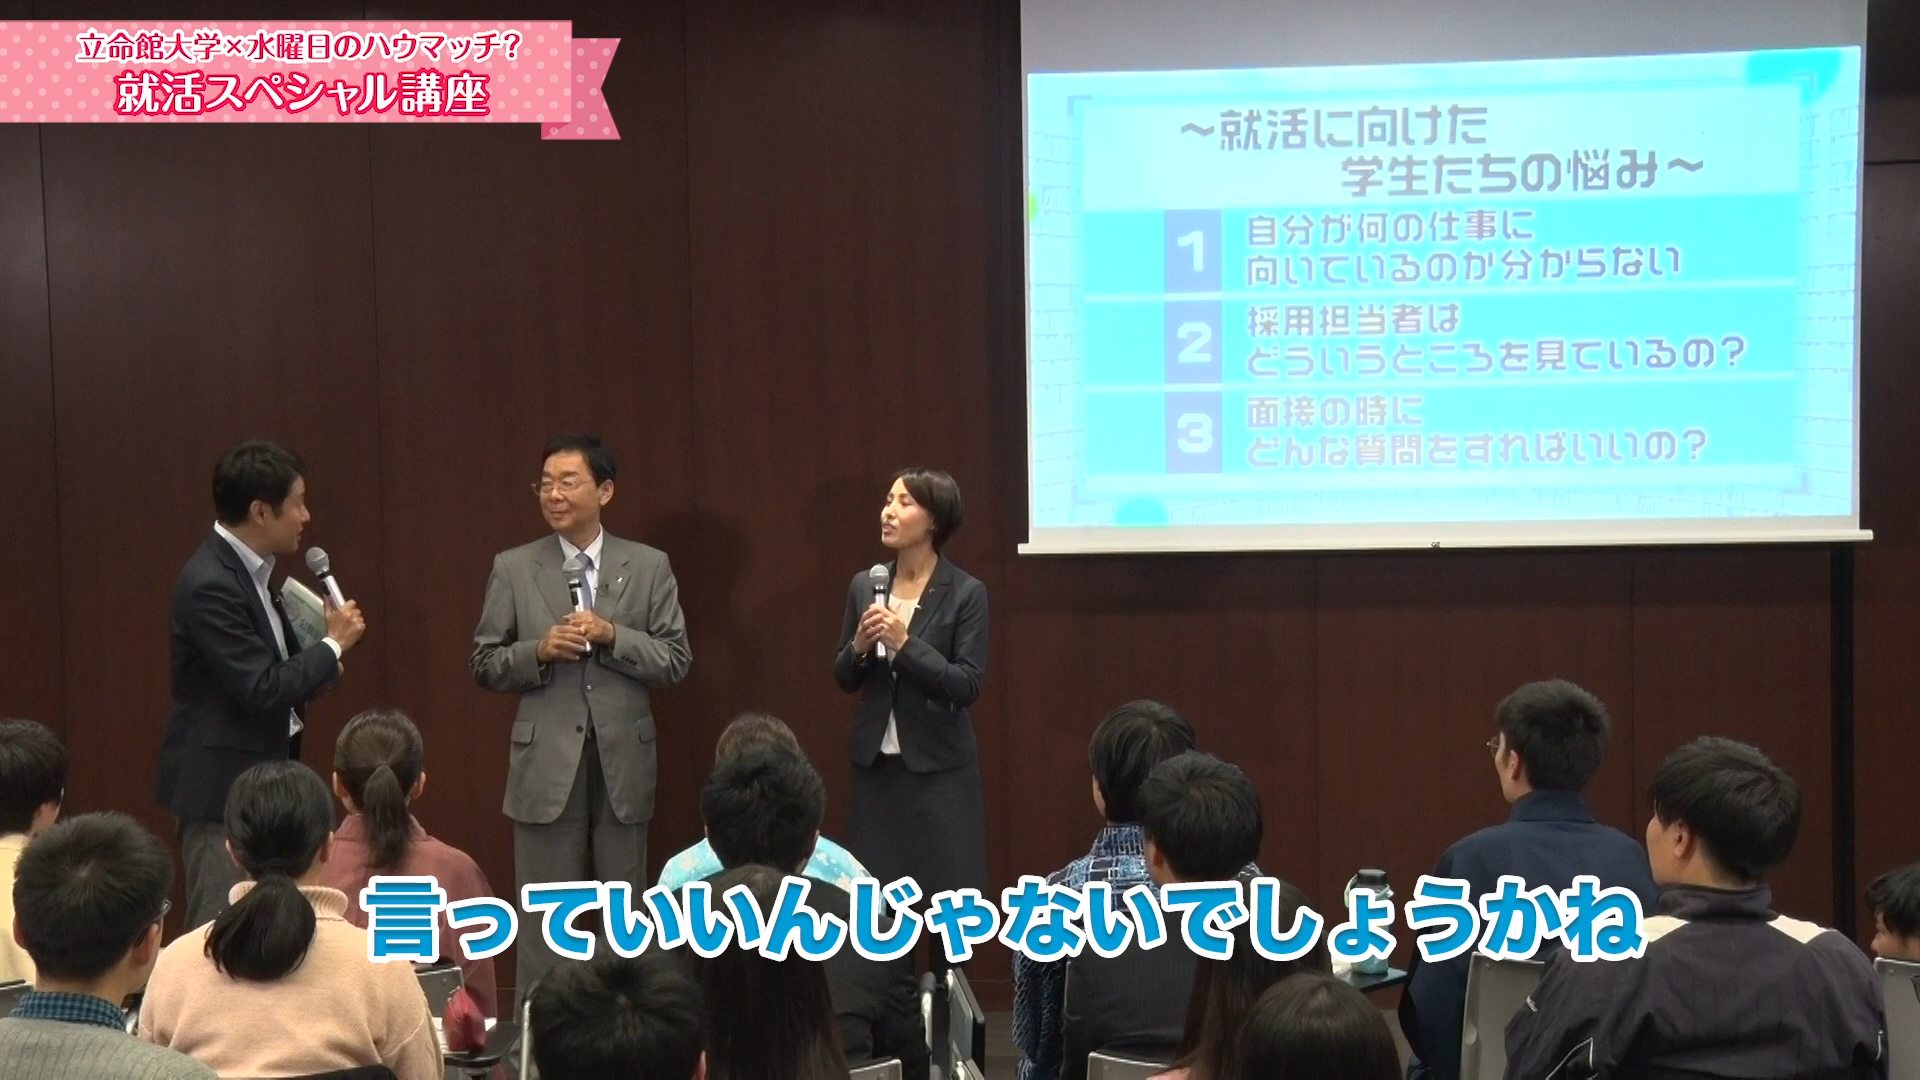 立命館大学×水曜日のハウマッチ?
就活スペシャル講座
～就活に向けた
学生たちの悩み～
1
自分が何の仕事に
向いているのか分からない
2
採用担当者は
どういうところを見ているの？
3
面接の時に
どんな質問をすればいいの？
言っていいんじゃないでしょうかね